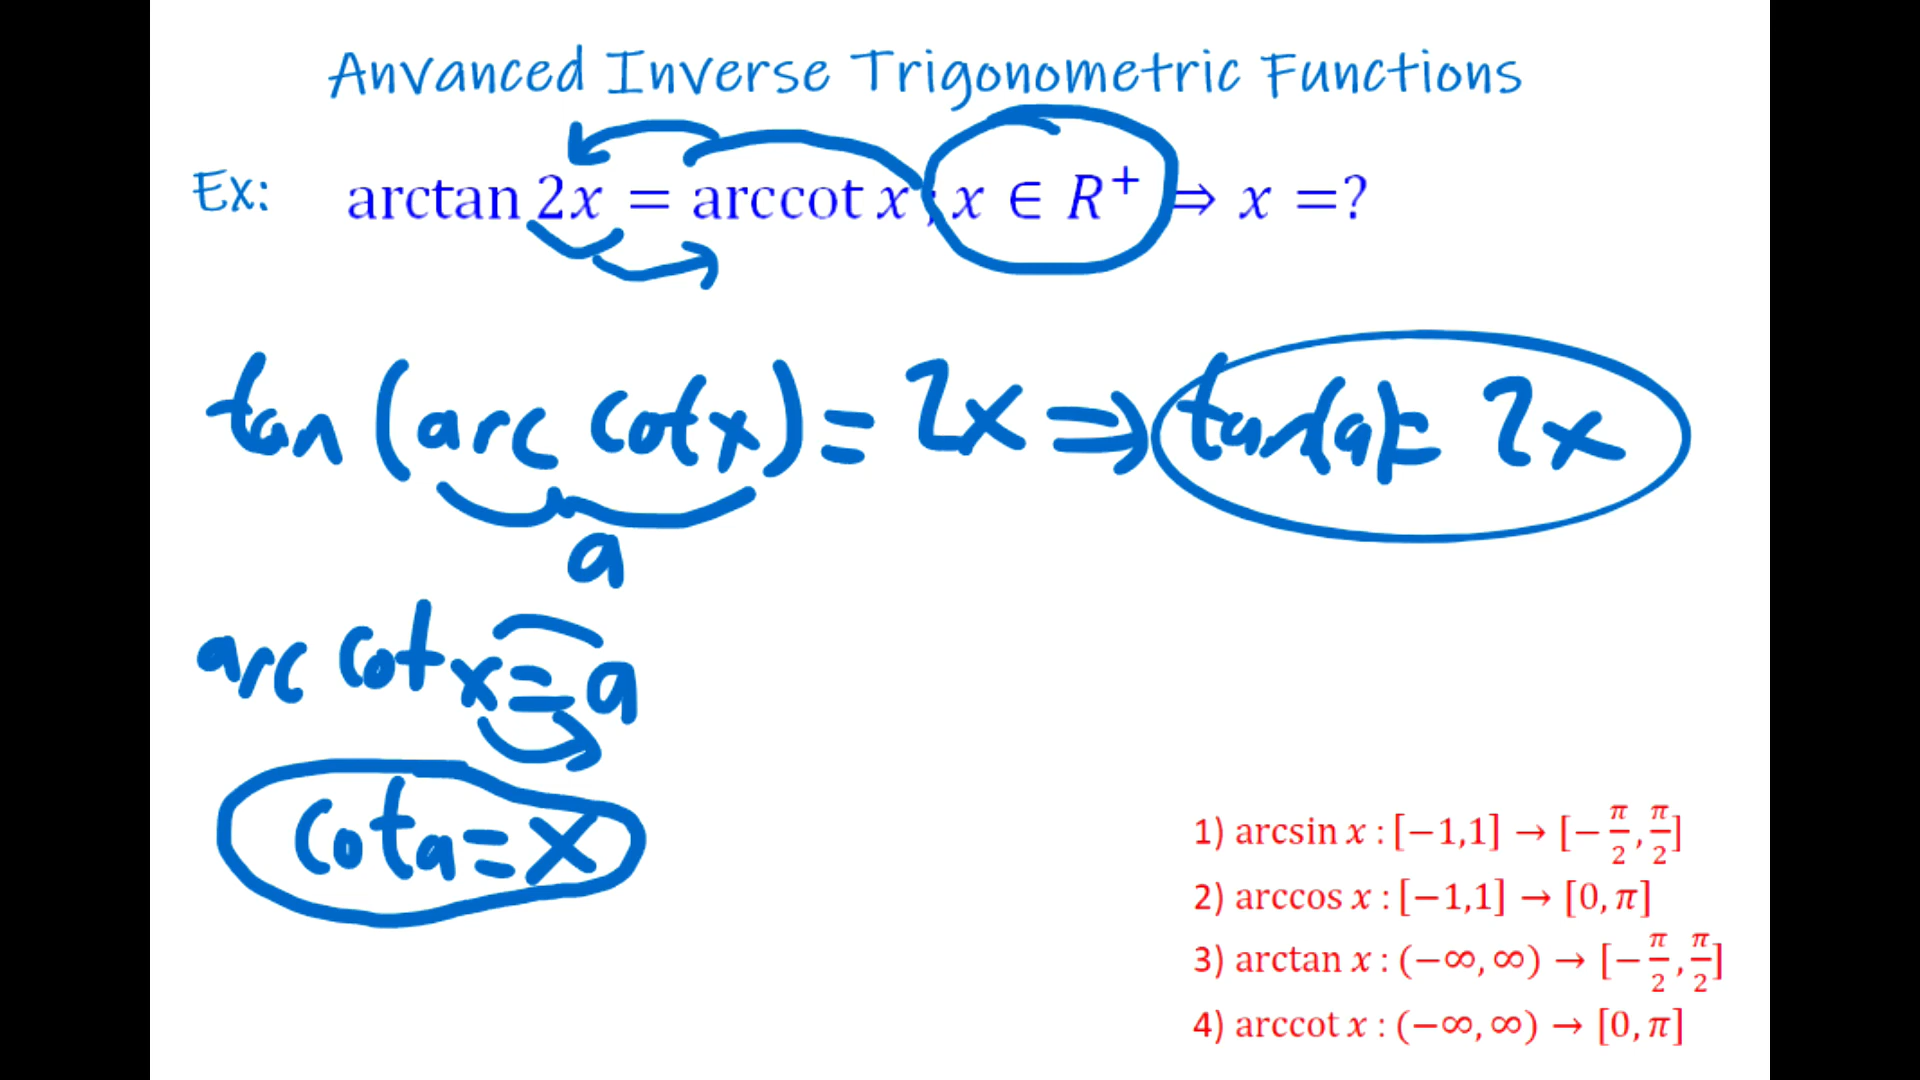 Anvanced Inverse Trigonometric Functions
Ex: arctan 2x = arccot x ; x ∈ R⁺ ⇒ x =?
tan (arc cot x) = 2x ⇒ tan(a) = 2x
a
arc cot x = a
cot a = x
1) arcsin x : [−1,1] → [−π/2, π/2]
2) arccos x : [−1,1] → [0, π]
3) arctan x : (−∞, ∞) → [−π/2, π/2]
4) arccot x : (−∞, ∞) → [0, π]